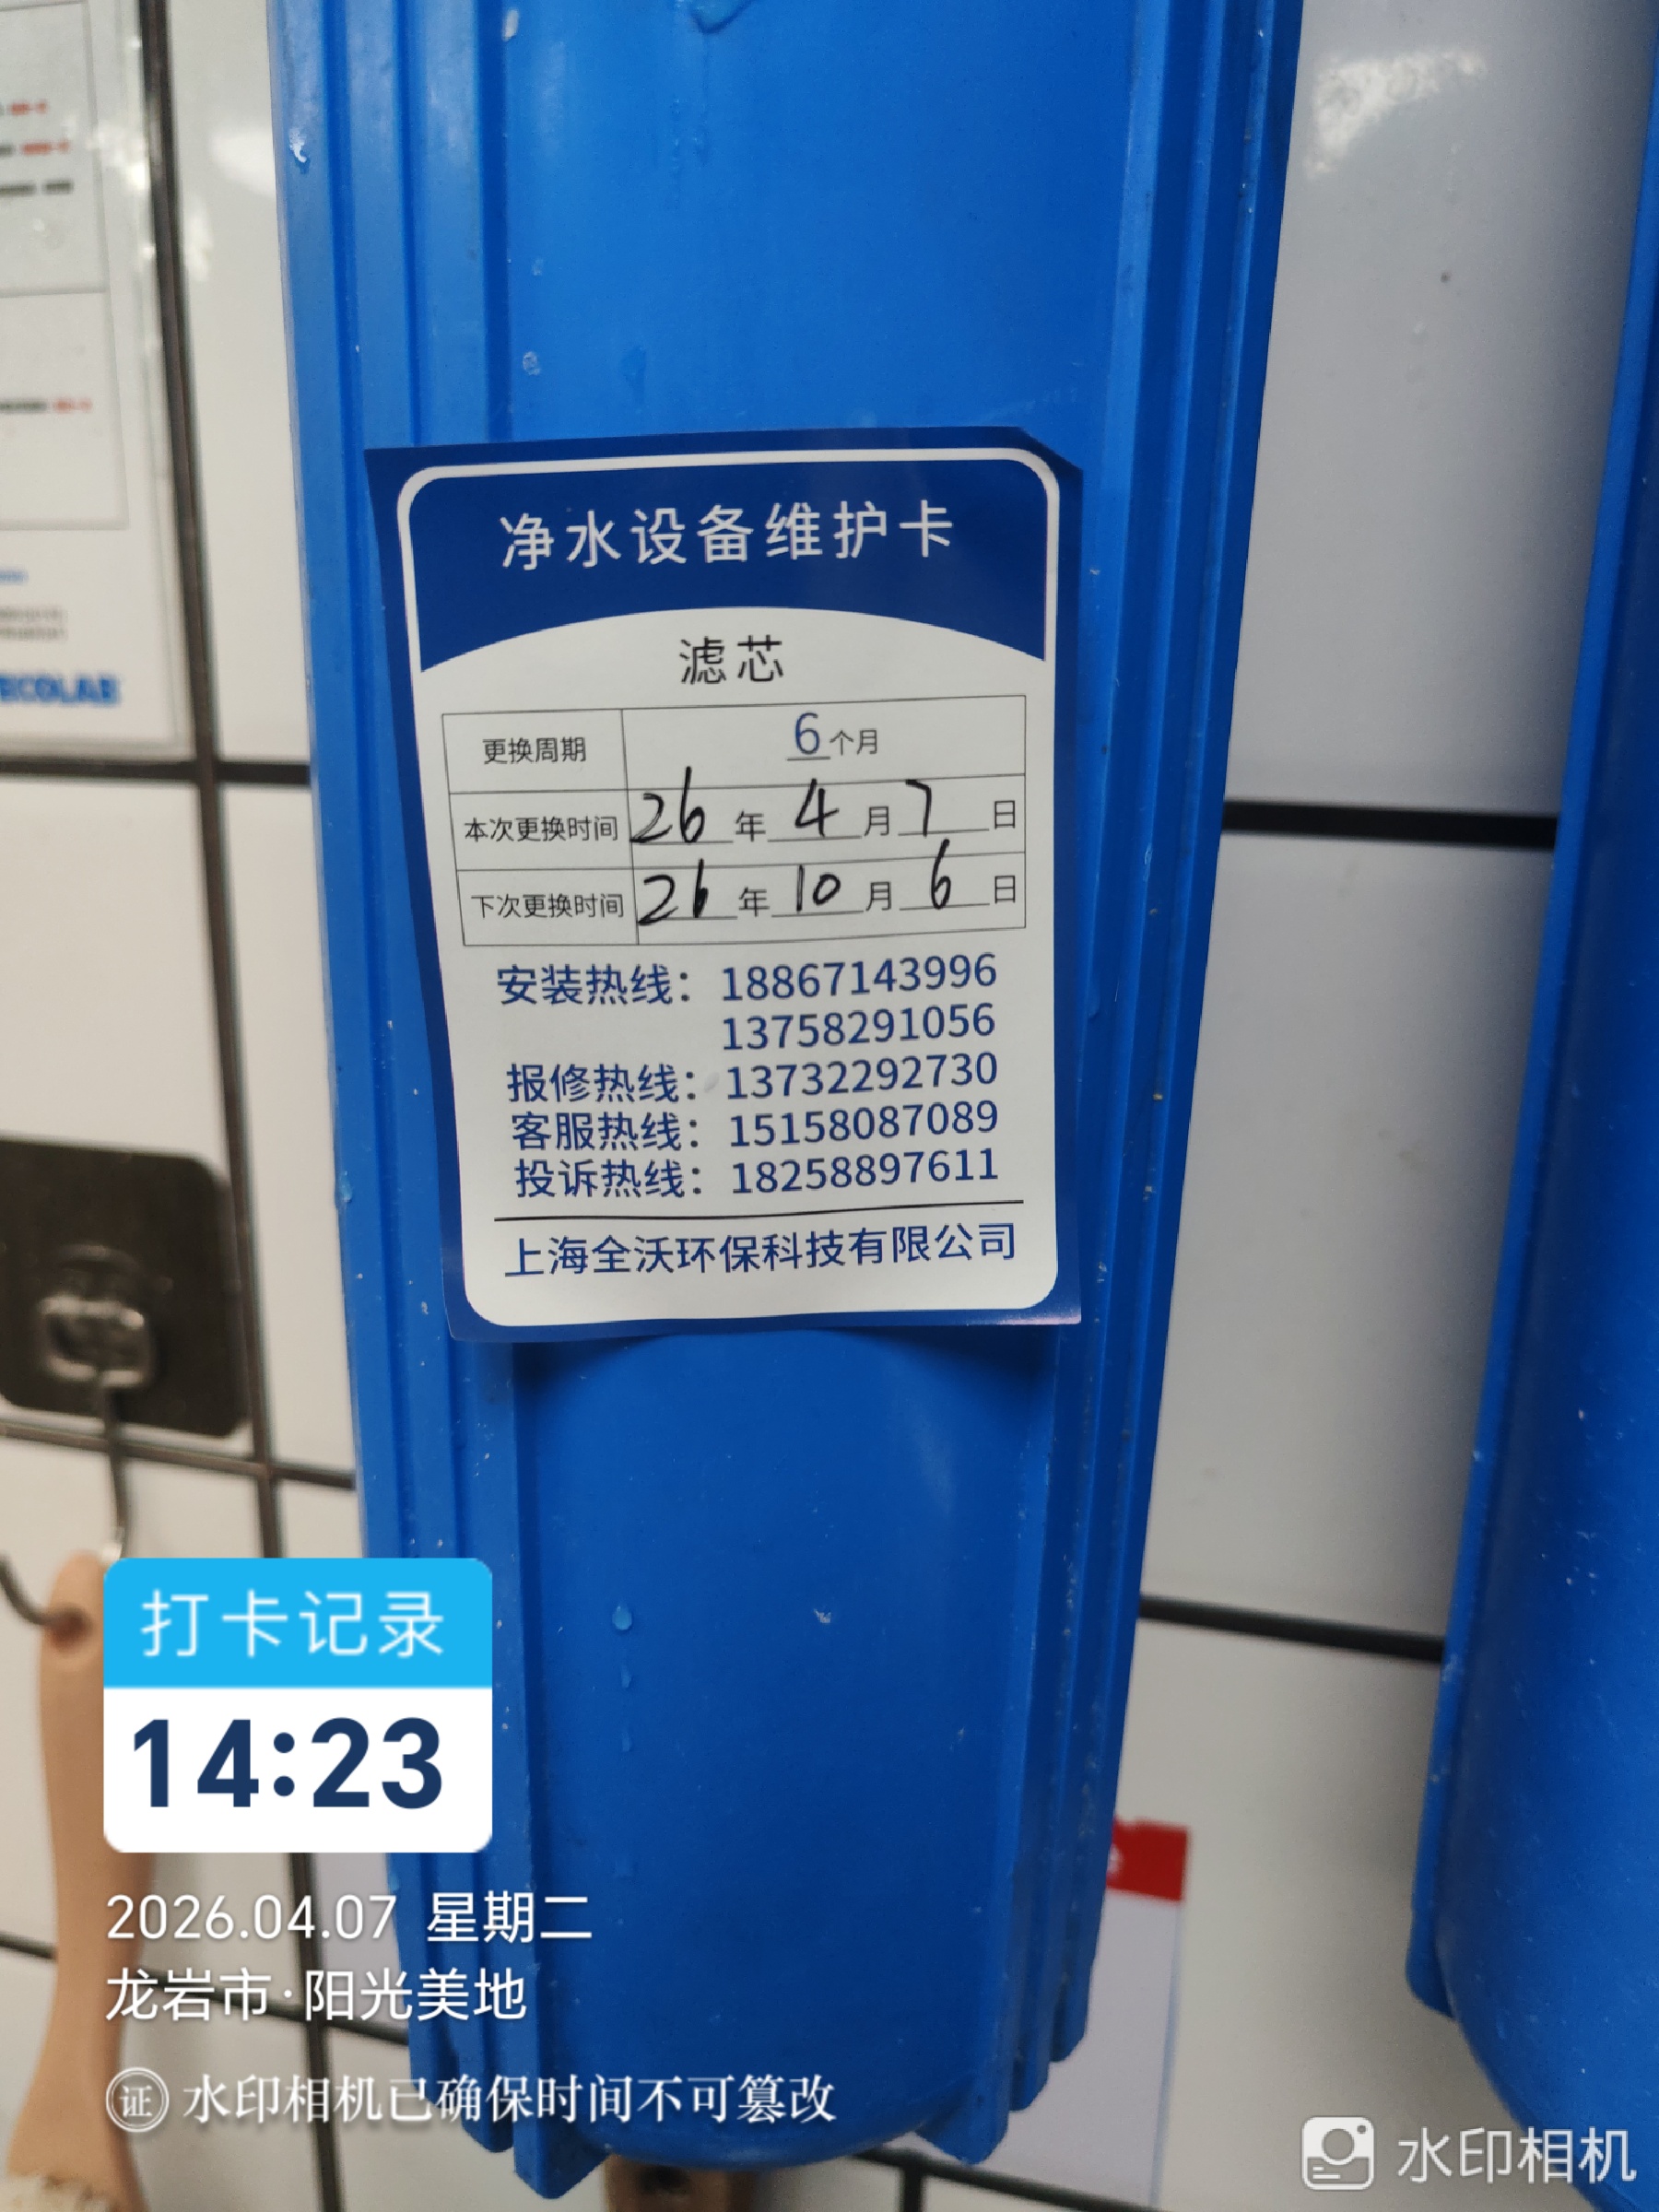 净水设备维护卡
滤芯
更换周期 6个月
本次更换时间 26年4月7日
下次更换时间 26年10月6日
安装热线：18867143996
13758291056
报修热线：13732292730
客服热线：15158087089
投诉热线：18258897611
上海全沃环保科技有限公司
ECOLAB
打卡记录
14:23
2026.04.07 星期二
龙岩市·阳光美地
证 水印相机已确保时间不可篡改
水印相机